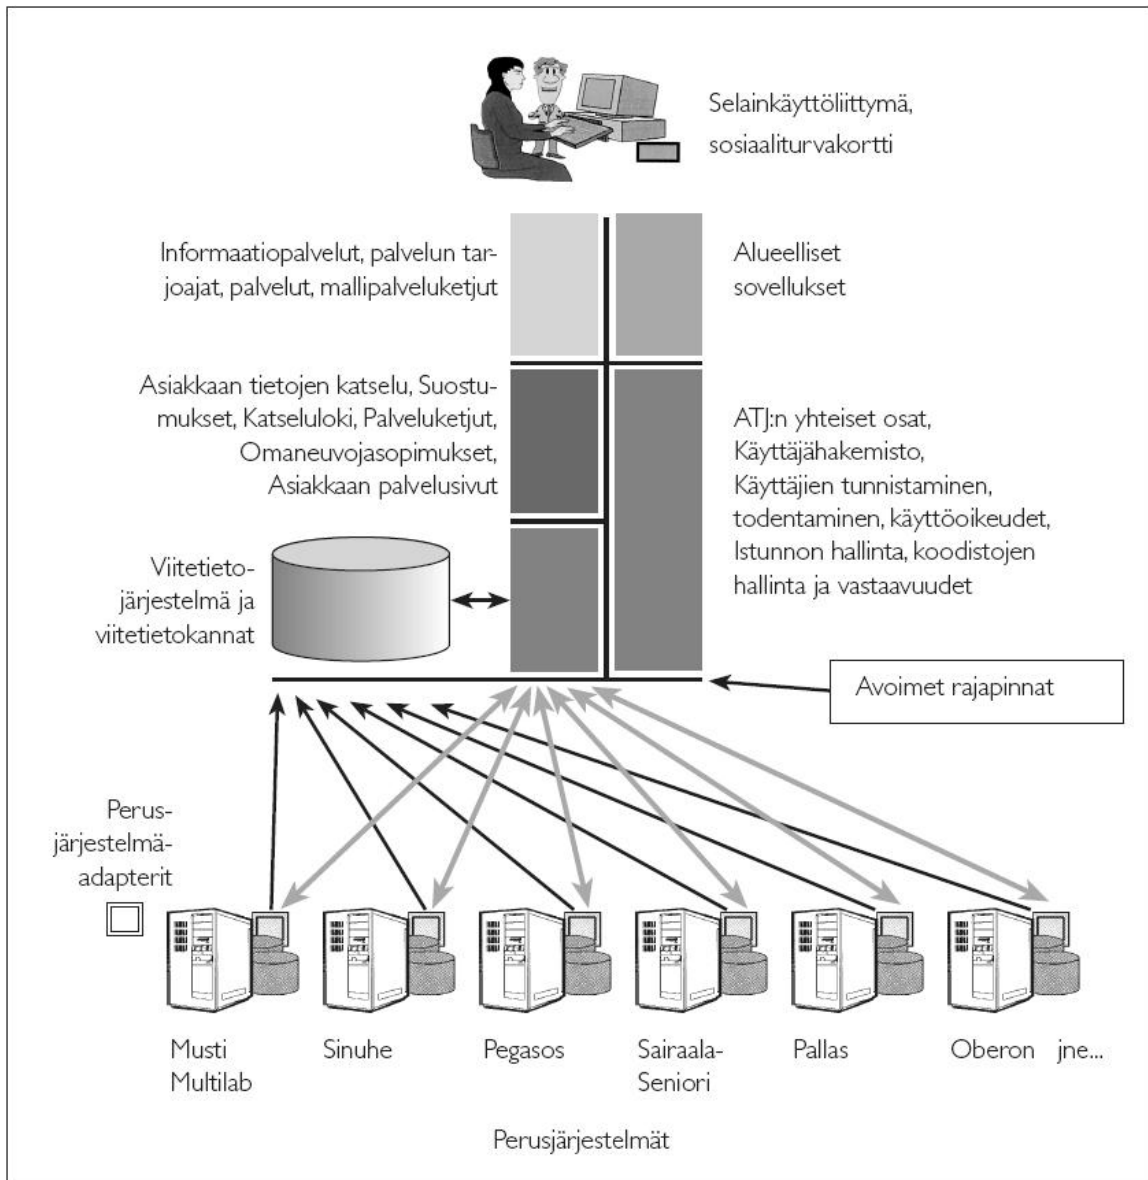 Selainkäyttöliittymä,
sosiaaliturvakortti
Informaatiopalvelut, palvelun tar-
joajat, palvelut, mallipalveluketjut
Alueelliset
sovellukset
Asiakkaan tietojen katselu, Suostu-
mukset, Katseluloki, Palveluketjut,
Omaneuvojasopimukset,
Asiakkaan palvelusivut
ATJ:n yhteiset osat,
Käyttäjähakemisto,
Käyttäjien tunnistaminen,
todentaminen, käyttöoikeudet,
Istunnon hallinta, koodistojen
hallinta ja vastaavuudet
Viitetieto-
järjestelmä ja
viitetietokannat
Avoimet rajapinnat
Perus-
järjestelmä-
adapterit
Musti
Multilab
Sinuhe
Pegasos
Sairaala-
Seniori
Pallas
Oberon jne...
Perusjärjestelmät